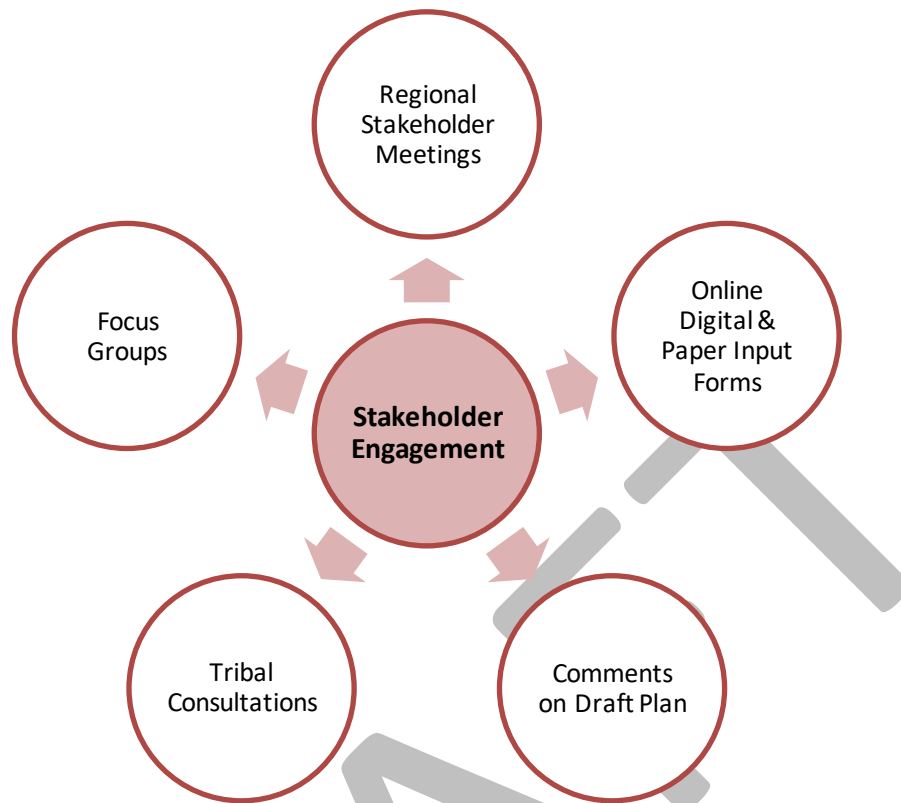 Regional
Stakeholder
Meetings
Online
Digital &
Paper Input
Forms
Comments
on Draft Plan
Tribal
Consultations
Focus
Groups
Stakeholder
Engagement